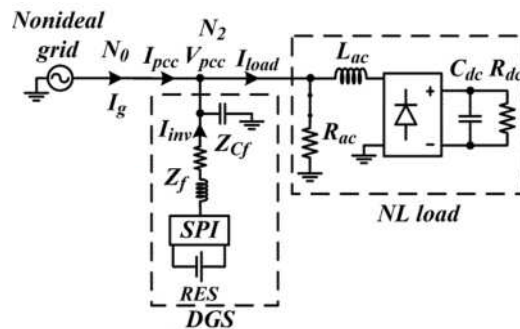 Nonideal
grid
N0
Ig
Ipcc
N2
Vpcc
Iload
Iinv
ZCf
Zf
SPI
RES
DGS
Lac
Rac
+
−
Cdc
Rdc
NL load